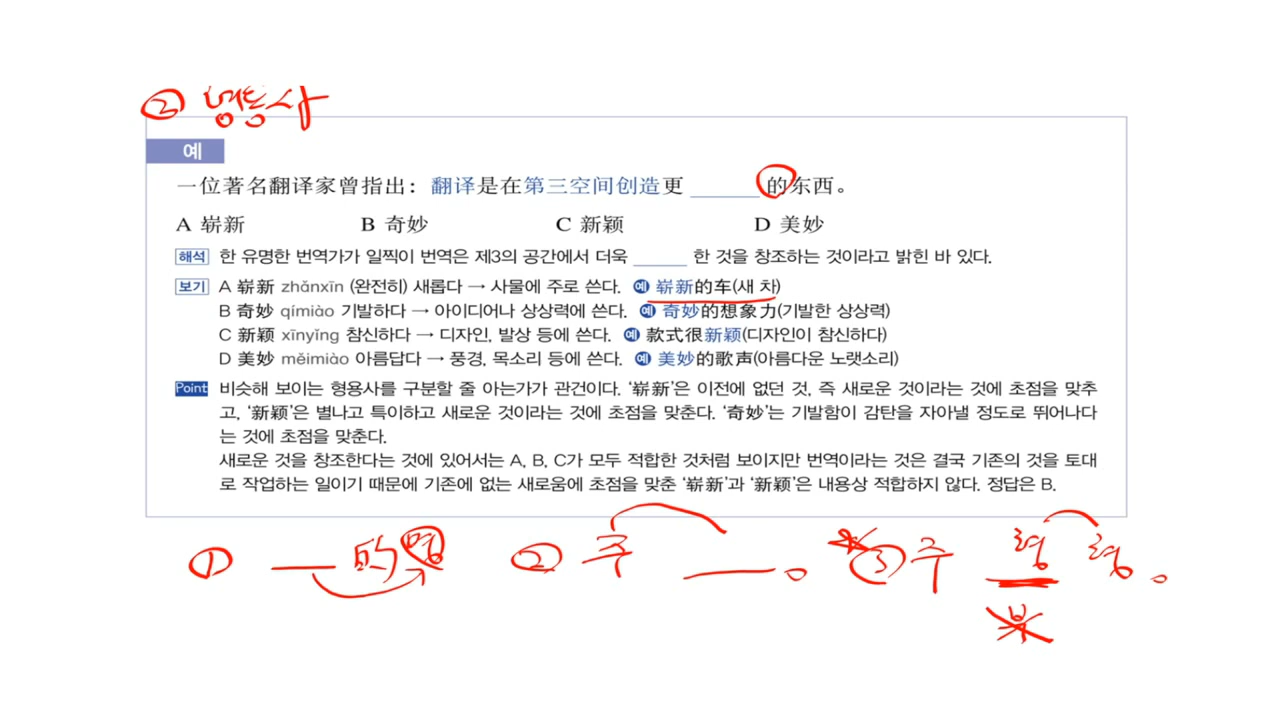 ② 형용사
예
一位著名翻译家曾指出：翻译是在第三空间创造更 ______ 的东西。
A 崭新 B 奇妙 C 新颖 D 美妙
해석 한 유명한 번역가가 일찍이 번역은 제3의 공간에서 더욱 ______ 한 것을 창조하는 것이라고 밝힌 바 있다.
보기 A 崭新 zhǎnxīn (완전히) 새롭다 → 사물에 주로 쓴다. 예 崭新的车(새 차)
B 奇妙 qímiào 기발하다 → 아이디어나 상상력에 쓴다. 예 奇妙的想象力(기발한 상상력)
C 新颖 xīnyǐng 참신하다 → 디자인, 발상 등에 쓴다. 예 款式很新颖(디자인이 참신하다)
D 美妙 měimiào 아름답다 → 풍경, 목소리 등에 쓴다. 예 美妙的歌声(아름다운 노랫소리)
Point 비슷해 보이는 형용사를 구분할 줄 아는가가 관건이다. ‘崭新’은 이전에 없던 것, 즉 새로운 것이라는 것에 초점을 맞추
고, ‘新颖’은 별나고 특이하고 새로운 것이라는 것에 초점을 맞춘다. ‘奇妙’는 기발함이 감탄을 자아낼 정도로 뛰어나다
는 것에 초점을 맞춘다.
새로운 것을 창조한다는 것에 있어서는 A, B, C가 모두 적합한 것처럼 보이지만 번역이라는 것은 결국 기존의 것을 토대
로 작업하는 일이기 때문에 기존에 없는 새로움에 초점을 맞춘 ‘崭新’과 ‘新颖’은 내용상 적합하지 않다. 정답은 B.
① ___ 的 명 ② 주 ___ 。 ③ 주 형 형 。